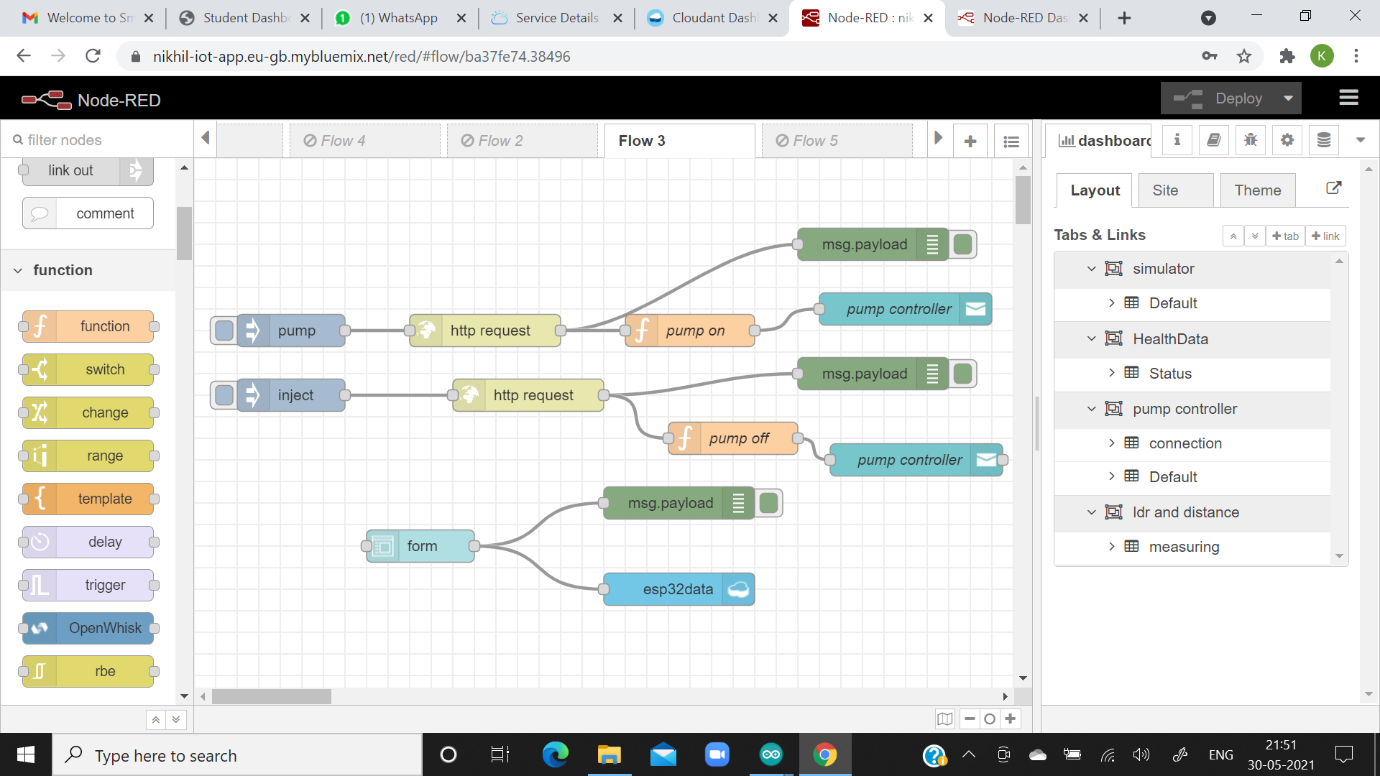 Welcome to Sm
Student Dashbo
(1) WhatsApp
Service Details
Cloudant Dash
Node-RED : nik
Node-RED Das
nikhil-iot-app.eu-gb.mybluemix.net/red/#flow/ba37fe74.38496
K
Node-RED
Deploy
filter nodes
Flow 4
Flow 2
Flow 3
Flow 5
dashboard
link out
comment
function
function
switch
change
range
template
delay
trigger
OpenWhisk
rbe
msg.payload
pump controller
pump
http request
pump on
msg.payload
inject
http request
pump off
pump controller
msg.payload
form
esp32data
Layout
Site
Theme
Tabs & Links
tab
link
simulator
Default
HealthData
Status
pump controller
connection
Default
ldr and distance
measuring
Type here to search
ENG
21:51
30-05-2021